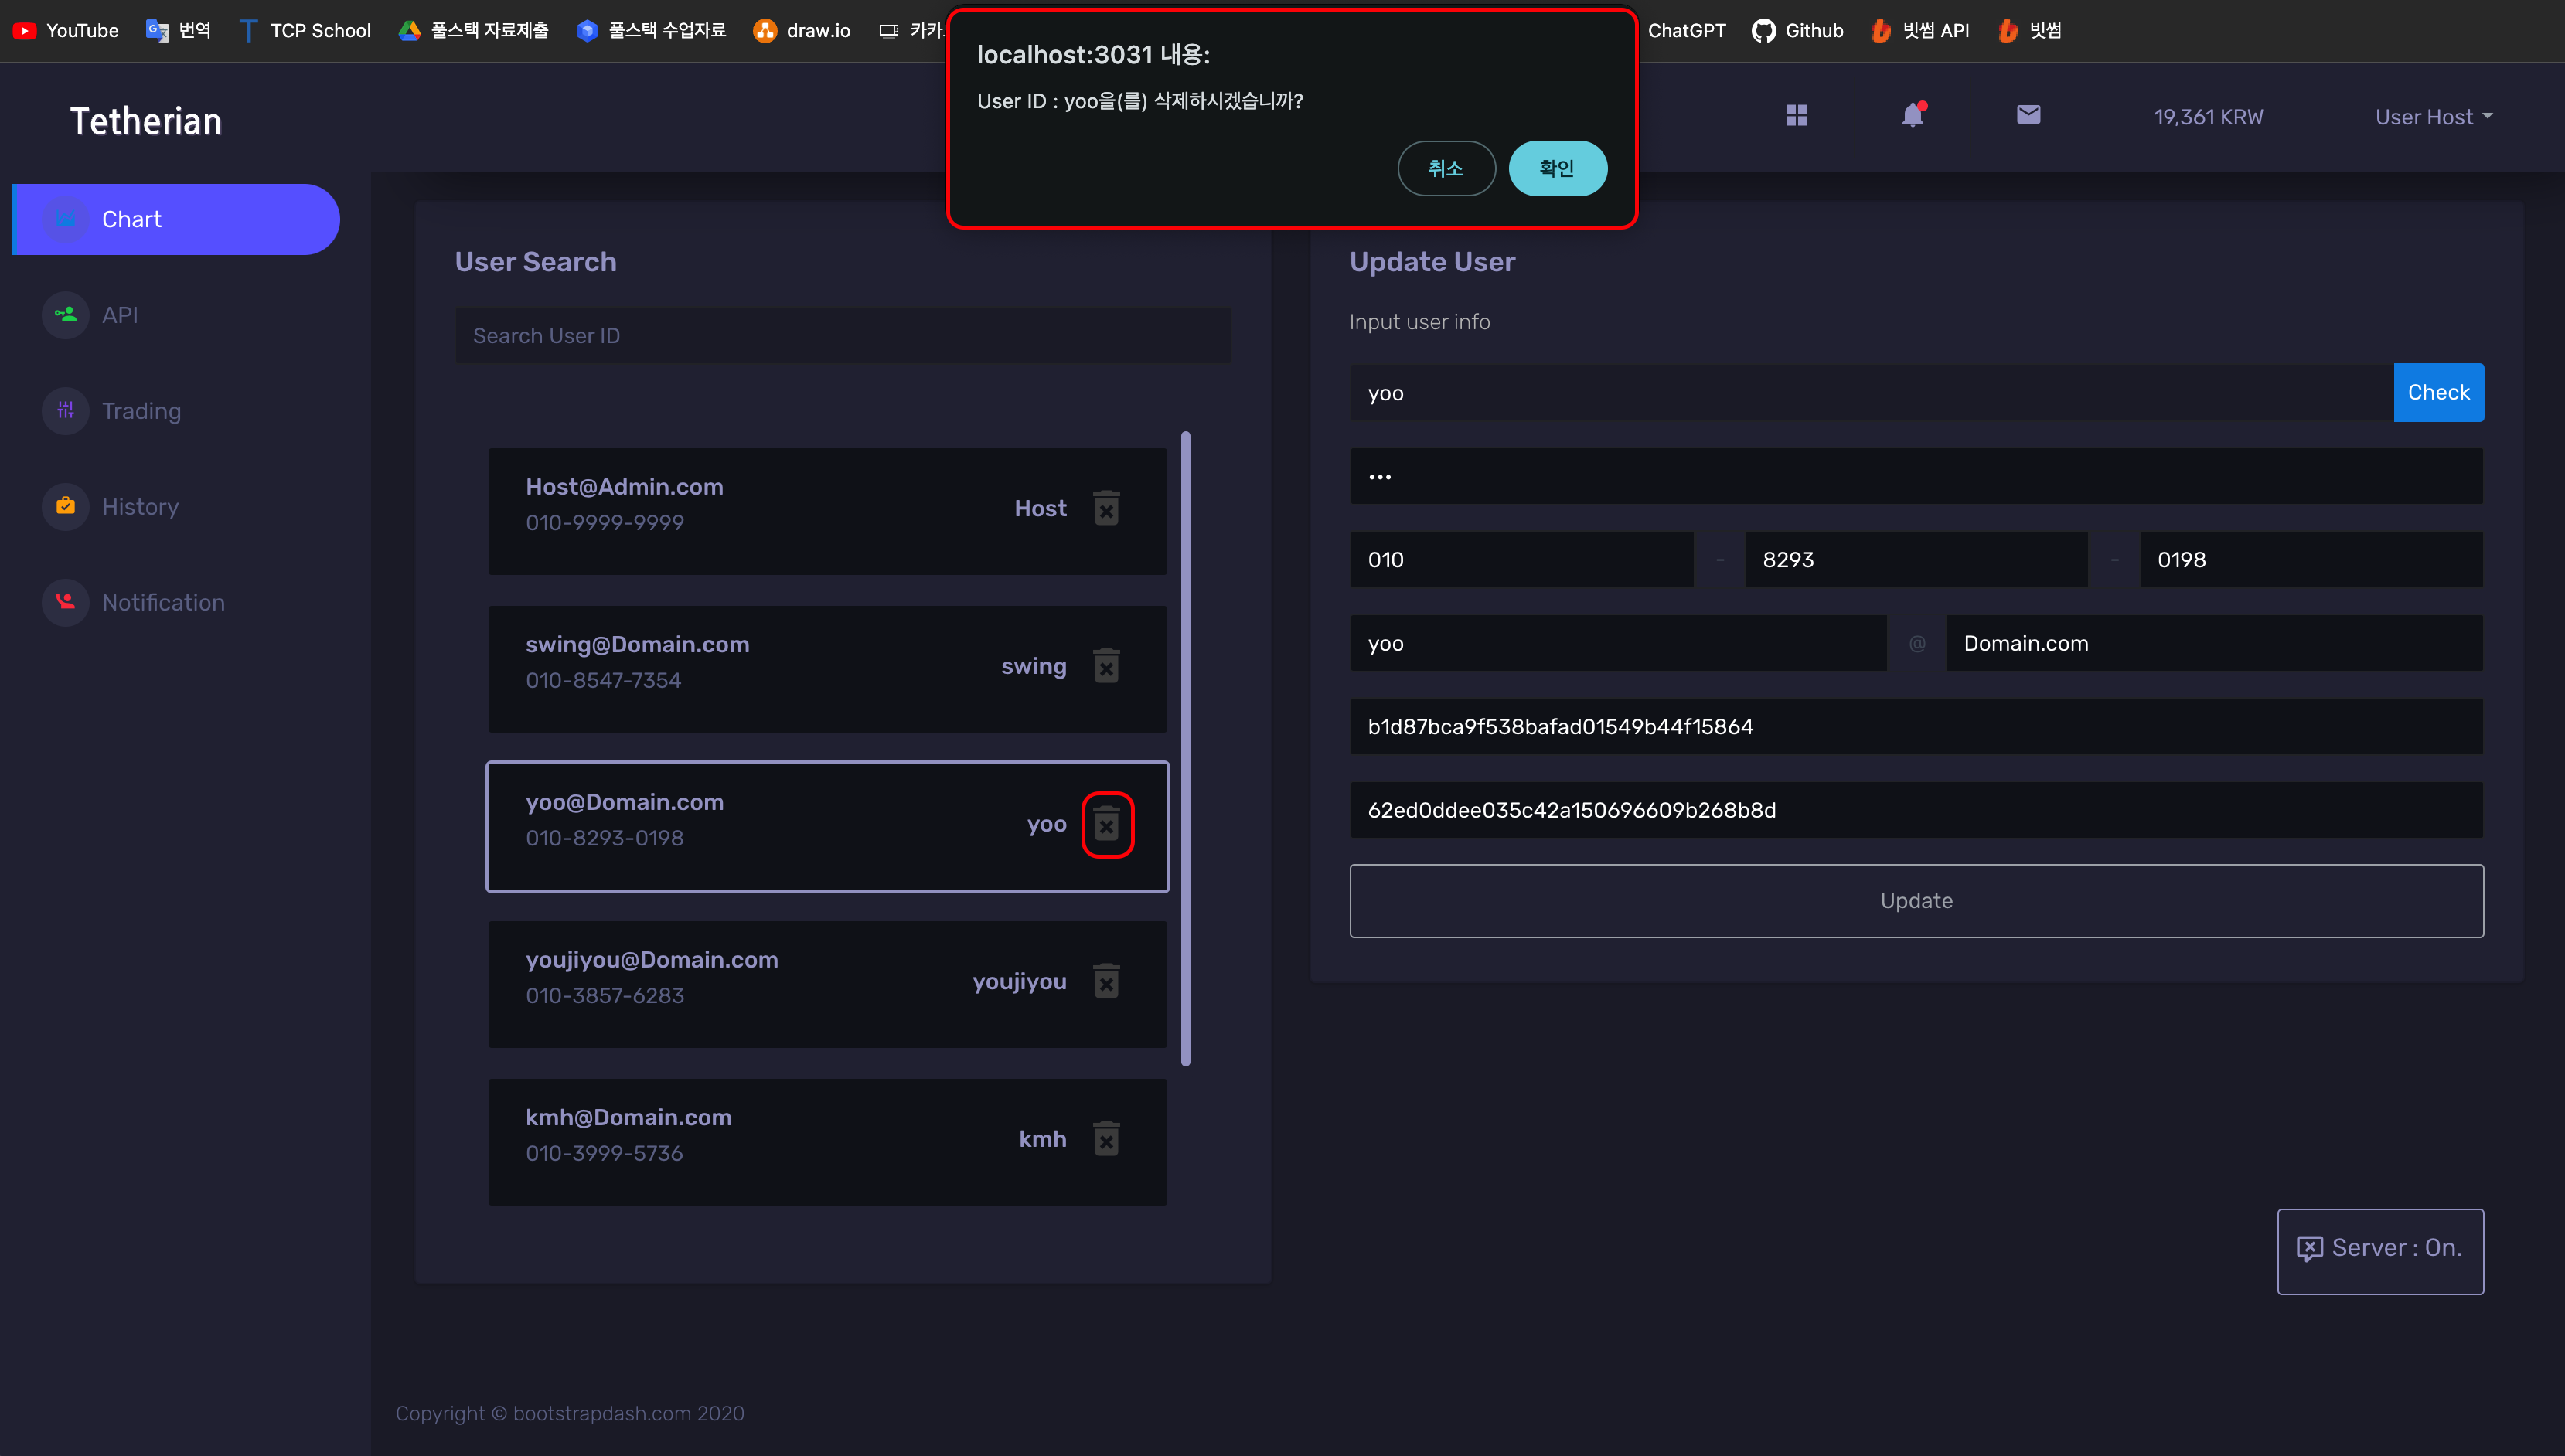 YouTube 번역 TCP School 풀스택 자료제출 풀스택 수업자료 draw.io ChatGPT Github 빗썸 API 빗썸
localhost:3031 내용:
User ID : yoo을(를) 삭제하시겠습니까?
취소 확인
Tetherian
19,361 KRW
User Host
Chart
API
Trading
History
Notification
User Search
Search User ID
Host@Admin.com
010-9999-9999
Host
swing@Domain.com
010-8547-7354
swing
yoo@Domain.com
010-8293-0198
yoo
youjiyou@Domain.com
010-3857-6283
youjiyou
kmh@Domain.com
010-3999-5736
kmh
Update User
Input user info
yoo Check
•••
010 - 8293 - 0198
yoo @ Domain.com
b1d87bca9f538bafad01549b44f15864
62ed0ddee035c42a150696609b268b8d
Update
Server : On.
Copyright © bootstrapdash.com 2020